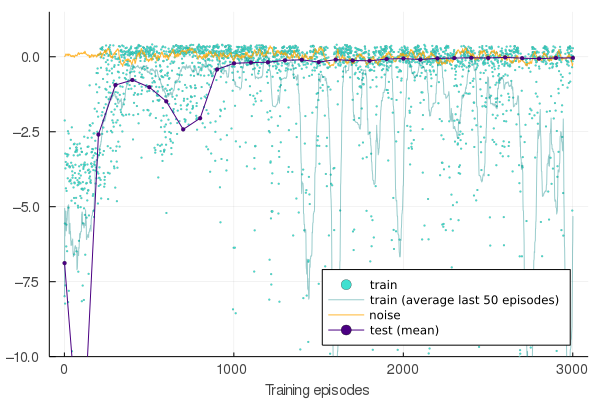 0.0
−2.5
−5.0
−7.5
−10.0
train
train (average last 50 episodes)
noise
test (mean)
0 1000 2000 3000
Training episodes